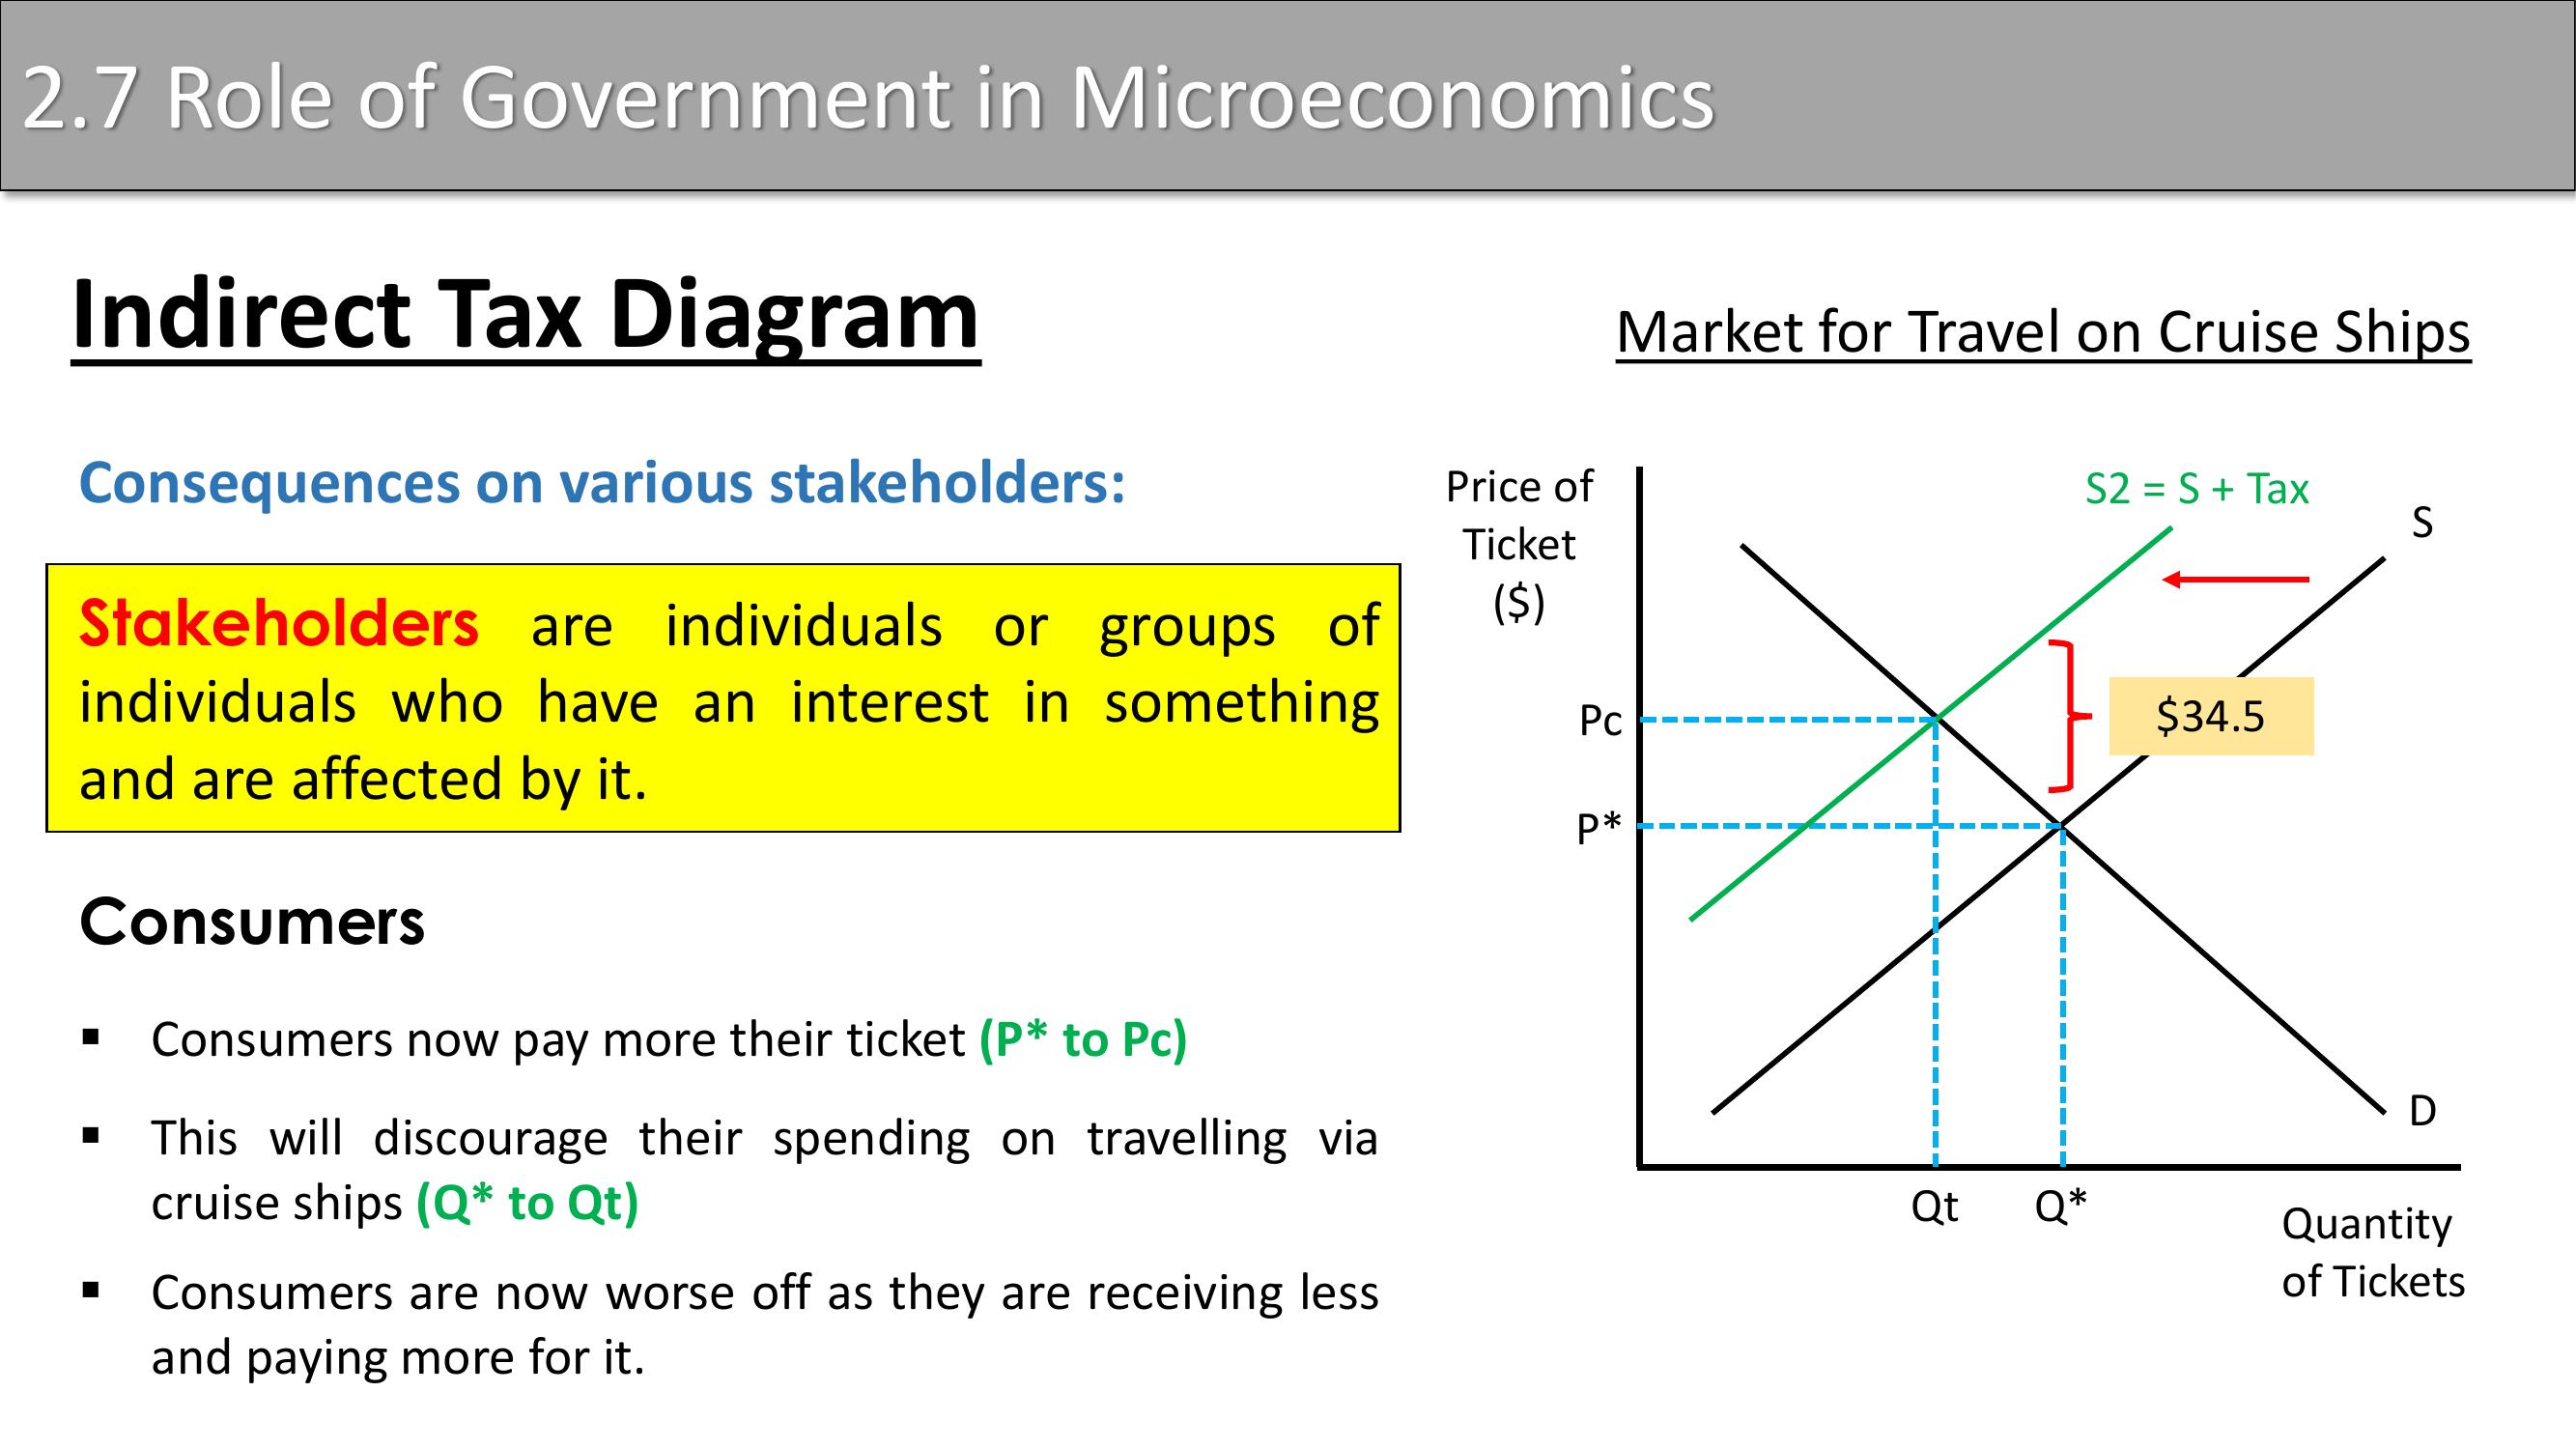 2.7 Role of Government in Microeconomics
Indirect Tax Diagram
Consequences on various stakeholders:
Stakeholders are individuals or groups of
individuals who have an interest in something
and are affected by it.
Consumers
▪ Consumers now pay more their ticket (P* to Pc)
▪ This will discourage their spending on travelling via
cruise ships (Q* to Qt)
▪ Consumers are now worse off as they are receiving less
and paying more for it.
Market for Travel on Cruise Ships
Price of
Ticket
($)
S2 = S + Tax
S
$34.5
Pc
P*
D
Qt
Q*
Quantity
of Tickets